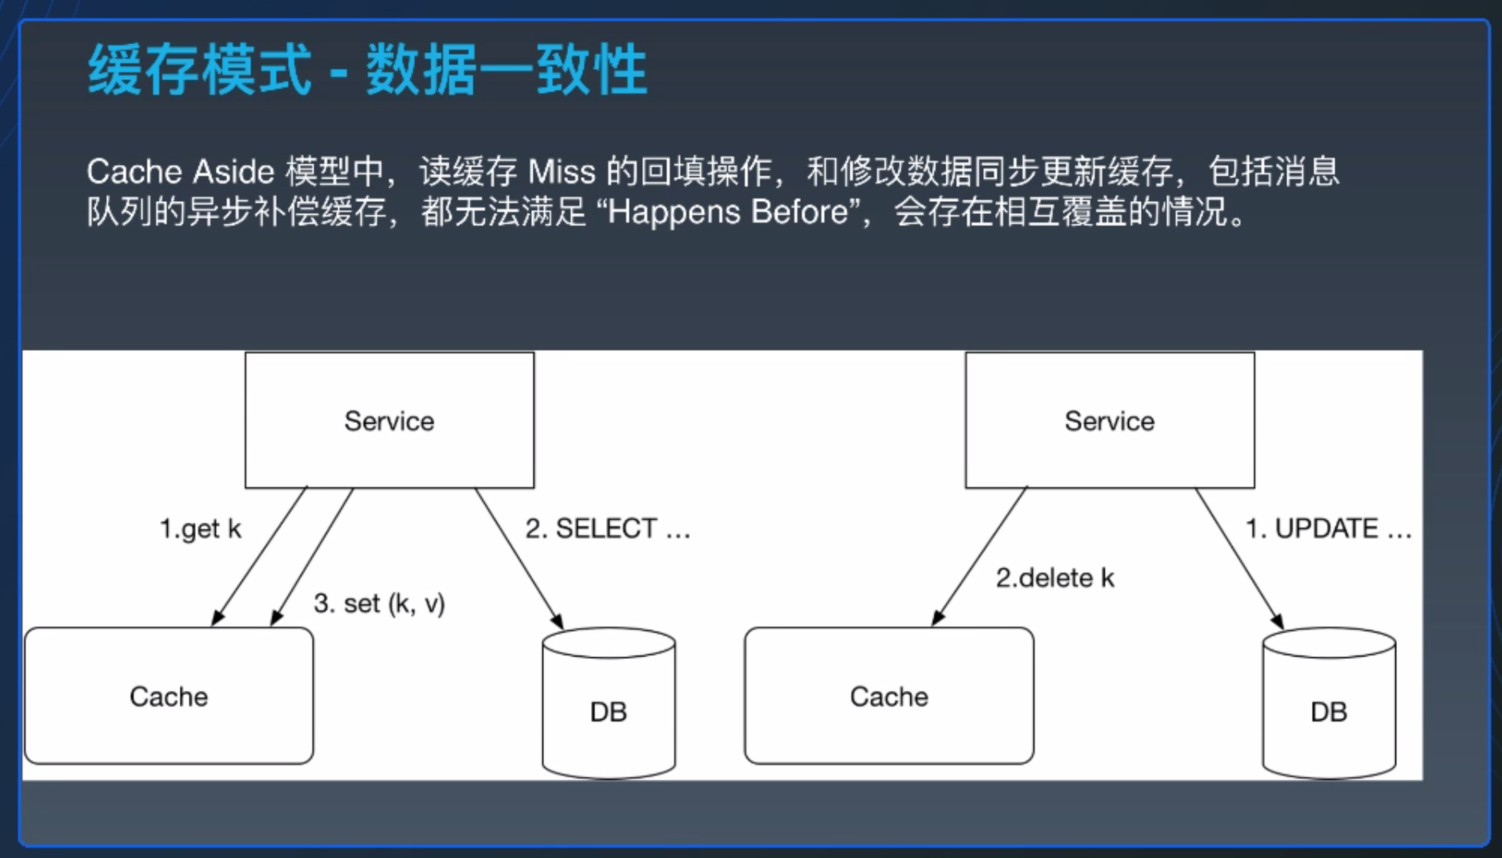 缓存模式 - 数据一致性
Cache Aside 模型中，读缓存 Miss 的回填操作，和修改数据同步更新缓存，包括消息
队列的异步补偿缓存，都无法满足 “Happens Before”，会存在相互覆盖的情况。
Service
Service
1.get k
2. SELECT ...
1. UPDATE ...
2.delete k
3. set (k, v)
Cache
DB
Cache
DB